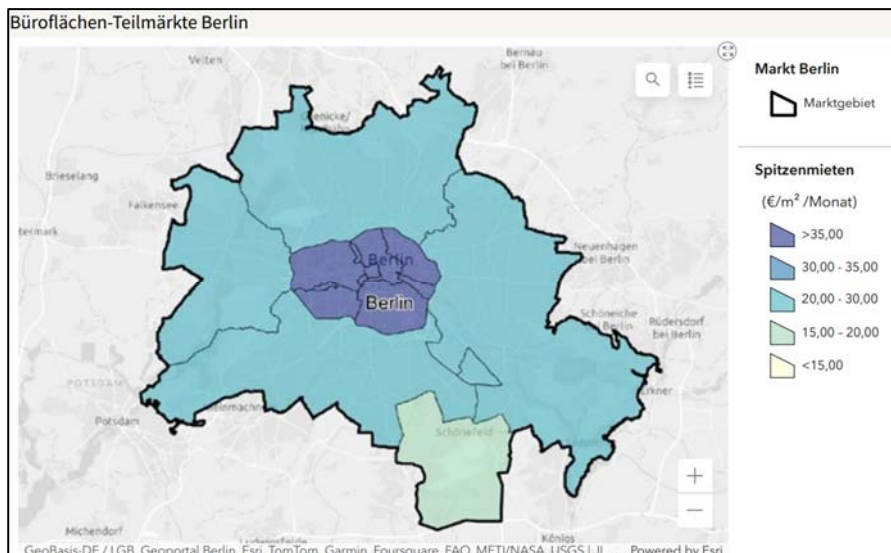 Büroflächen-Teilmärkte Berlin
Velten
Bernau
bei Berlin
Brieselang
Falkensee
Neuenhagen
bei Berlin
Berlin
Berlin
Schöneiche
Berlin
Rüdersdorf
bei Berlin
POTSDAM
Erkner
Potsdam
Schönefeld
Michendorf
Königs
GeoBasis-DE / LGB, Geoportal Berlin, Esri, TomTom, Garmin, Foursquare, FAO, METI/NASA, USGS
Powered by Esri
Markt Berlin
Marktgebiet
Spitzenmieten
(€/m² /Monat)
>35,00
30,00 - 35,00
20,00 - 30,00
15,00 - 20,00
<15,00